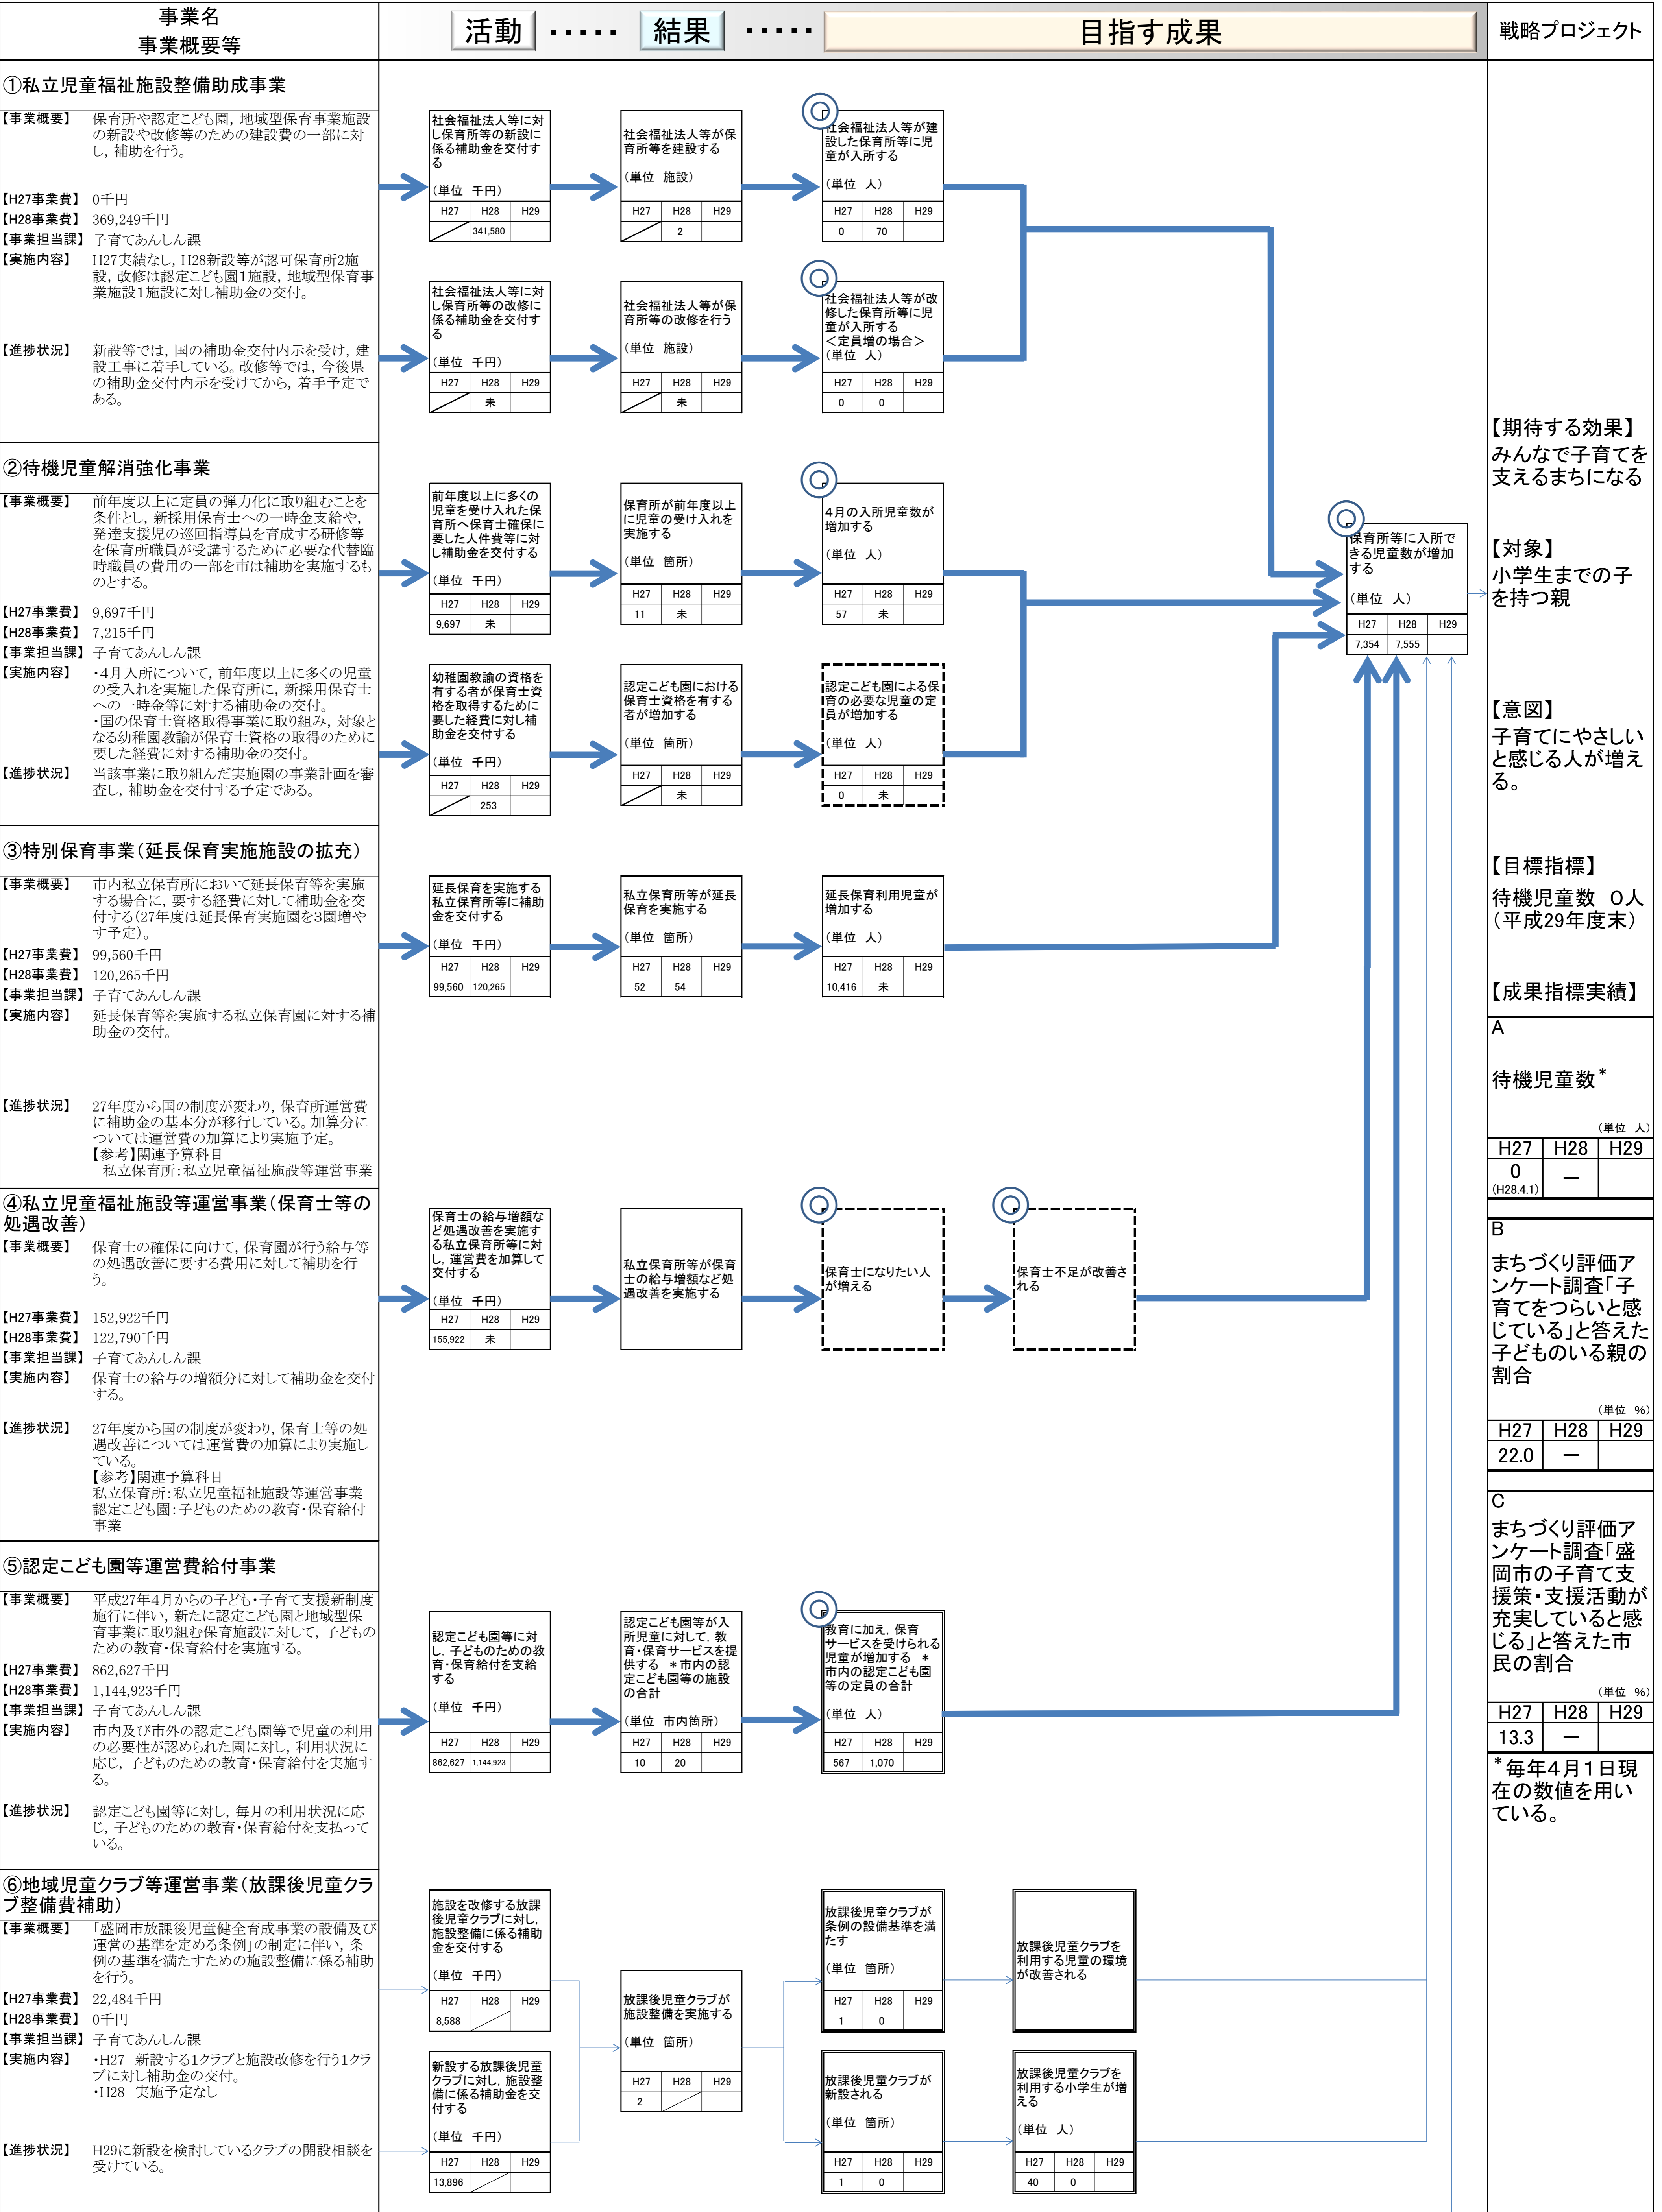 事業名
事業概要等
活動 ・・・・・ 結果 ・・・・・ 目指す成果
戦略プロジェクト
①私立児童福祉施設整備助成事業
【事業概要】 保育所や認定こども園，地域型保育事業施設
の新設や改修等のための建設費の一部に対
し，補助を行う。
【H27事業費】 0千円
【H28事業費】 369,249千円
【事業担当課】 子育てあんしん課
【実施内容】 H27実績なし，H28新設等が認可保育所2施
設，改修は認定こども園1施設，地域型保育事
業施設1施設に対し補助金の交付。
【進捗状況】 新設等では，国の補助金交付内示を受け，建
設工事に着手している。改修等では，今後県
の補助金交付内示を受けてから，着手予定で
ある。
社会福祉法人等に対
し保育所等の新設に
係る補助金を交付す
る
（単位 千円）
H27 H28 H29
341,580
社会福祉法人等が保
育所等を建設する
（単位 施設）
H27 H28 H29
2
◎
社会福祉法人等が建
設した保育所等に児
童が入所する
（単位 人）
H27 H28 H29
0 70
社会福祉法人等に対
し保育所等の改修に
係る補助金を交付す
る
（単位 千円）
H27 H28 H29
未
社会福祉法人等が保
育所等の改修を行う
（単位 施設）
H27 H28 H29
未
◎
社会福祉法人等が改
修した保育所等に児
童が入所する
＜定員増の場合＞
（単位 人）
H27 H28 H29
0 0
②待機児童解消強化事業
【事業概要】 前年度以上に定員の弾力化に取り組むことを
条件とし，新採用保育士への一時金支給や，
発達支援児の巡回指導員を育成する研修等
を保育所職員が受講するために必要な代替臨
時職員の費用の一部を市は補助を実施するも
のとする。
【H27事業費】 9,697千円
【H28事業費】 7,215千円
【事業担当課】 子育てあんしん課
【実施内容】 ・4月入所について，前年度以上に多くの児童
の受入れを実施した保育所に，新採用保育士
への一時金等に対する補助金の交付。
・国の保育士資格取得事業に取り組み，対象と
なる幼稚園教諭が保育士資格の取得のために
要した経費に対する補助金の交付。
【進捗状況】 当該事業に取り組んだ実施園の事業計画を審
査し，補助金を交付する予定である。
前年度以上に多くの
児童を受け入れた保
育所へ保育士確保に
要した人件費等に対
し補助金を交付する
（単位 千円）
H27 H28 H29
9,697 未
保育所が前年度以上
に児童の受け入れを
実施する
（単位 箇所）
H27 H28 H29
11 未
◎
４月の入所児童数が
増加する
（単位 人）
H27 H28 H29
57 未
幼稚園教諭の資格を
有する者が保育士資
格を取得するために
要した経費に対し補
助金を交付する
（単位 千円）
H27 H28 H29
253
認定こども園における
保育士資格を有する
者が増加する
（単位 箇所）
H27 H28 H29
未
認定こども園による保
育の必要な児童の定
員が増加する
（単位 人）
H27 H28 H29
0 未
◎
保育所等に入所で
きる児童数が増加
する
（単位 人）
H27 H28 H29
7,354 7,555
③特別保育事業（延長保育実施施設の拡充）
【事業概要】 市内私立保育所において延長保育等を実施
する場合に，要する経費に対して補助金を交
付する（27年度は延長保育実施園を3園増や
す予定）。
【H27事業費】 99,560千円
【H28事業費】 120,265千円
【事業担当課】 子育てあんしん課
【実施内容】 延長保育等を実施する私立保育園に対する補
助金の交付。
【進捗状況】 27年度から国の制度が変わり，保育所運営費
に補助金の基本分が移行している。加算分に
ついては運営費の加算により実施予定。
【参考】関連予算科目
私立保育所：私立児童福祉施設等運営事業
延長保育を実施する
私立保育所等に補助
金を交付する
（単位 千円）
H27 H28 H29
99,560 120,265
私立保育所等が延長
保育を実施する
（単位 箇所）
H27 H28 H29
52 54
延長保育利用児童が
増加する
（単位 人）
H27 H28 H29
10,416 未
④私立児童福祉施設等運営事業（保育士等の
処遇改善）
【事業概要】 保育士の確保に向けて，保育園が行う給与等
の処遇改善に要する費用に対して補助を行
う。
【H27事業費】 152,922千円
【H28事業費】 122,790千円
【事業担当課】 子育てあんしん課
【実施内容】 保育士の給与の増額分に対して補助金を交付
する。
【進捗状況】 27年度から国の制度が変わり，保育士等の処
遇改善については運営費の加算により実施し
ている。
【参考】関連予算科目
私立保育所：私立児童福祉施設等運営事業
認定こども園：子どものための教育・保育給付
事業
保育士の給与増額な
ど処遇改善を実施す
る私立保育所等に対
し，運営費を加算して
交付する
（単位 千円）
H27 H28 H29
155,922 未
私立保育所等が保育
士の給与増額など処
遇改善を実施する
◎
保育士になりたい人
が増える
◎
保育士不足が改善さ
れる
⑤認定こども園等運営費給付事業
【事業概要】 平成27年4月からの子ども・子育て支援新制度
施行に伴い，新たに認定こども園と地域型保
育事業に取り組む保育施設に対して，子どもの
ための教育・保育給付を実施する。
【H27事業費】 862,627千円
【H28事業費】 1,144,923千円
【事業担当課】 子育てあんしん課
【実施内容】 市内及び市外の認定こども園等で児童の利用
の必要性が認められた園に対し，利用状況に
応じ，子どものための教育・保育給付を実施す
る。
【進捗状況】 認定こども園等に対し，毎月の利用状況に応
じ，子どものための教育・保育給付を支払って
いる。
認定こども園等に対
し，子どものための教
育・保育給付を支給
する
（単位 千円）
H27 H28 H29
862,627 1,144,923
認定こども園等が入
所児童に対して，教
育・保育サービスを提
供する ＊市内の認
定こども園等の施設
の合計
（単位 市内箇所）
H27 H28 H29
10 20
◎
教育に加え，保育
サービスを受けられる
児童が増加する ＊
市内の認定こども園
等の定員の合計
（単位 人）
H27 H28 H29
567 1,070
⑥地域児童クラブ等運営事業（放課後児童クラ
ブ整備費補助）
【事業概要】 「盛岡市放課後児童健全育成事業の設備及び
運営の基準を定める条例」の制定に伴い，条
例の基準を満たすための施設整備に係る補助
を行う。
【H27事業費】 22,484千円
【H28事業費】 0千円
【事業担当課】 子育てあんしん課
【実施内容】 ・H27 新設する1クラブと施設改修を行う1クラ
ブに対し補助金の交付。
・H28 実施予定なし
【進捗状況】 H29に新設を検討しているクラブの開設相談を
受けている。
施設を改修する放課
後児童クラブに対し，
施設整備に係る補助
金を交付する
（単位 千円）
H27 H28 H29
8,588
新設する放課後児童
クラブに対し，施設整
備に係る補助金を交
付する
（単位 千円）
H27 H28 H29
13,896
放課後児童クラブが
施設整備を実施する
（単位 箇所）
H27 H28 H29
2
放課後児童クラブが
条例の設備基準を満
たす
（単位 箇所）
H27 H28 H29
1 0
放課後児童クラブを
利用する児童の環境
が改善される
放課後児童クラブが
新設される
（単位 箇所）
H27 H28 H29
1 0
放課後児童クラブを
利用する小学生が増
える
（単位 人）
H27 H28 H29
40 0
【期待する効果】
みんなで子育てを
支えるまちになる
【対象】
小学生までの子
を持つ親
【意図】
子育てにやさしい
と感じる人が増え
る。
【目標指標】
待機児童数 ０人
（平成29年度末）
【成果指標実績】
A
待機児童数＊
（単位 人）
H27 H28 H29
0 －
(H28.4.1)
B
まちづくり評価ア
ンケート調査「子
育てをつらいと感
じている」と答えた
子どものいる親の
割合
（単位 %）
H27 H28 H29
22.0 －
C
まちづくり評価ア
ンケート調査「盛
岡市の子育て支
援策・支援活動が
充実していると感
じる」と答えた市
民の割合
（単位 %）
H27 H28 H29
13.3 －
＊毎年４月１日現
在の数値を用い
ている。